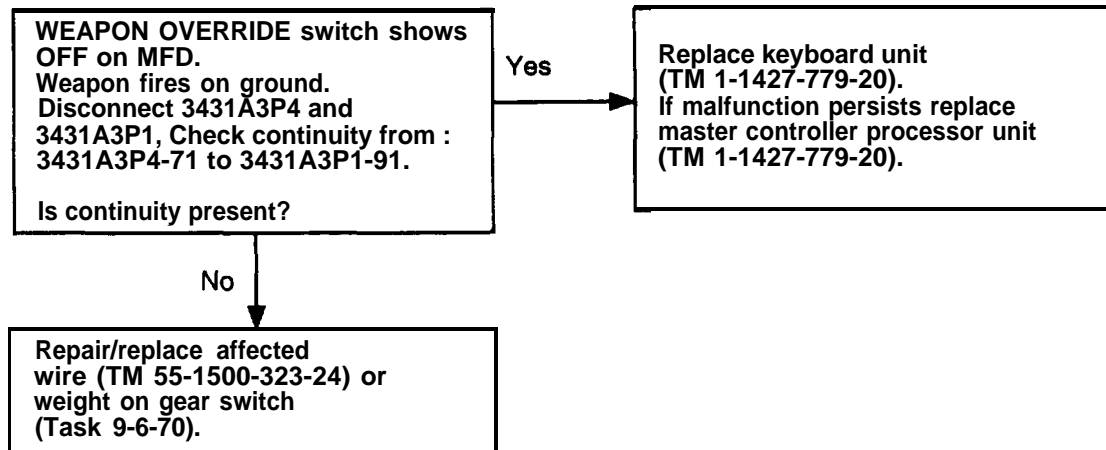 WEAPON OVERRIDE switch shows
OFF on MFD.
Weapon fires on ground.
Disconnect 3431A3P4 and
3431A3P1, Check continuity from :
3431A3P4-71 to 3431A3P1-91.
Is continuity present?
Yes
Replace keyboard unit
(TM 1-1427-779-20).
If malfunction persists replace
master controller processor unit
(TM 1-1427-779-20).
No
Repair/replace affected
wire (TM 55-1500-323-24) or
weight on gear switch
(Task 9-6-70).